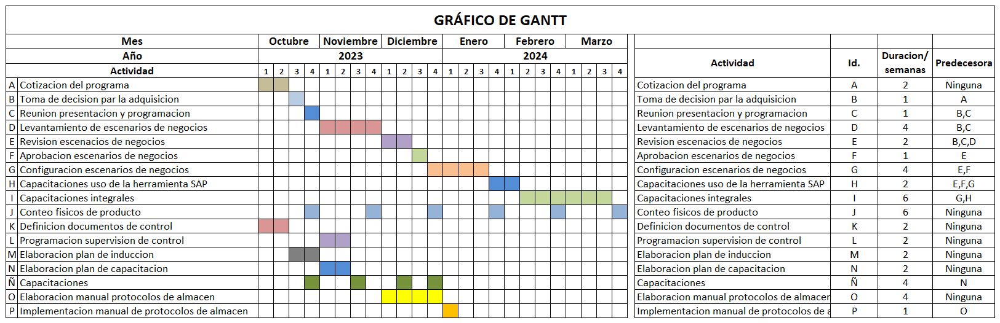 GRÁFICO DE GANTT
Mes Octubre Noviembre Diciembre Enero Febrero Marzo
Año 2023 2024 Actividad Id. Duracion/ semanas Predecesora
Actividad 1 2 3 4 1 2 3 4 1 2 3 4 1 2 3 4 1 2 3 4 1 2 3 4
A Cotizacion del programa Cotizacion del programa A 2 Ninguna
B Toma de decision par la adquisicion Toma de decision par la adquisicion B 1 A
C Reunion presentacion y programacion Reunion presentacion y programacion C 1 B,C
D Levantamiento de escenarios de negocios Levantamiento de escenarios de negocios D 4 B,C
E Revision escenacios de negocios Revision escenacios de negocios E 2 B,C,D
F Aprobacion escenarios de negocios Aprobacion escenarios de negocios F 1 E
G Configuracion escenarios de negocios Configuracion escenarios de negocios G 4 E,F
H Capacitaciones uso de la herramienta SAP Capacitaciones uso de la herramienta SAP H 2 E,F,G
I Capacitaciones integrales Capacitaciones integrales I 6 G,H
J Conteo fisicos de producto Conteo fisicos de producto J 6 Ninguna
K Definicion documentos de control Definicion documentos de control K 2 Ninguna
L Programacion supervision de control Programacion supervision de control L 2 Ninguna
M Elaboracion plan de induccion Elaboracion plan de induccion M 2 Ninguna
N Elaboracion plan de capacitacion Elaboracion plan de capacitacion N 2 Ninguna
Ñ Capacitaciones Capacitaciones Ñ 4 N
O Elaboracion manual protocolos de almacen Elaboracion manual protocolos de almacen O 4 Ninguna
P Implementacion manual de protocolos de almacen Implementacion manual de protocolos de a P 1 O